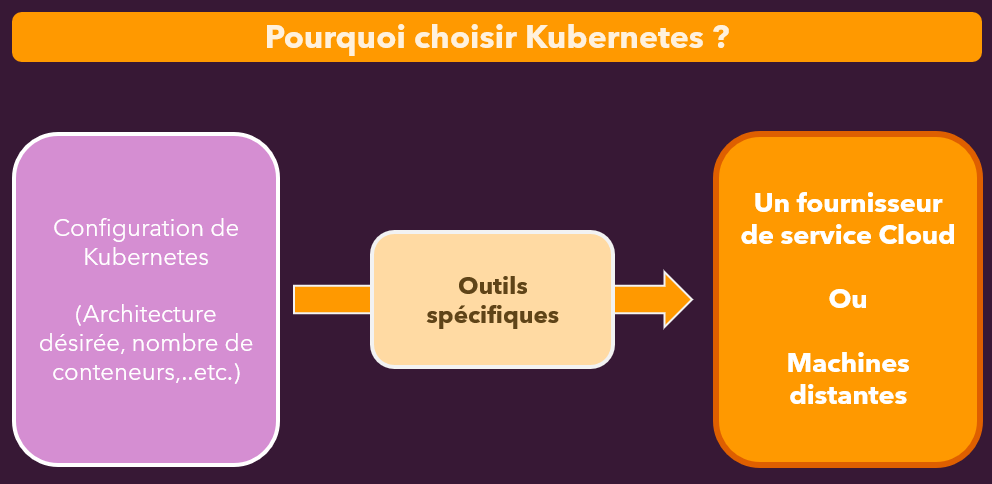 Pourquoi choisir Kubernetes ?
Configuration de
Kubernetes
(Architecture
désirée, nombre de
conteneurs,..etc.)
Outils
spécifiques
Un fournisseur
de service Cloud
Ou
Machines
distantes